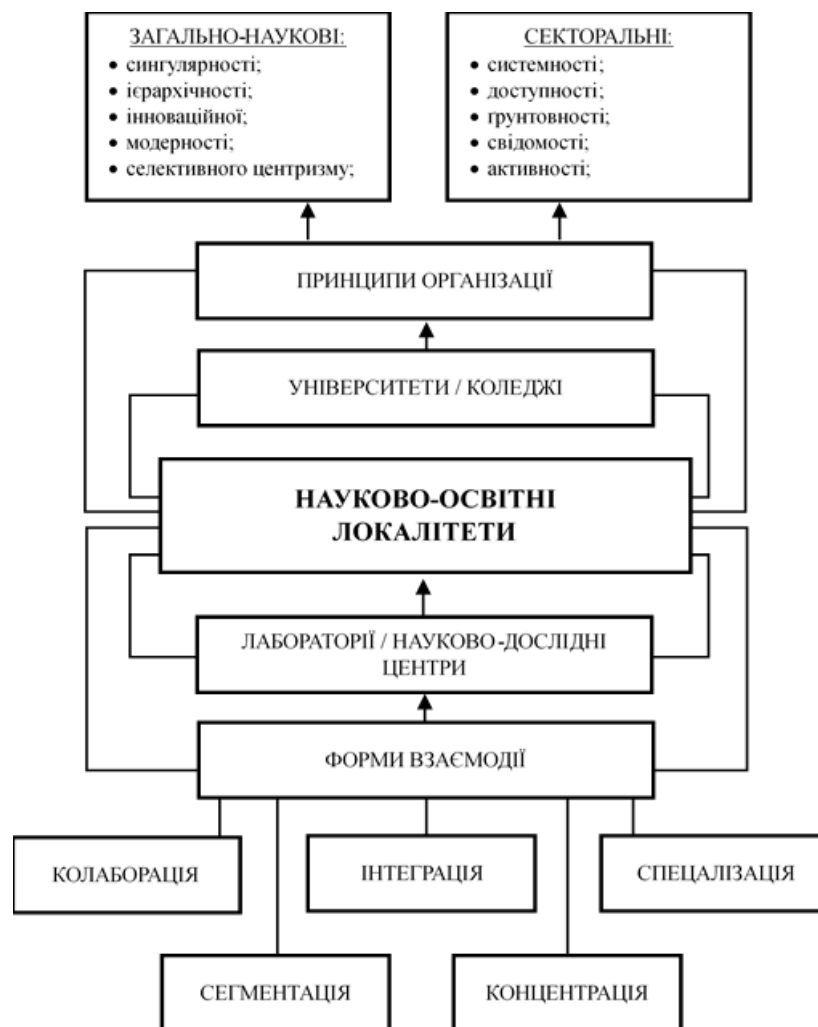 ЗАГАЛЬНО-НАУКОВІ:
• сингулярності;
• ієрархічності;
• інноваційної;
• модерності;
• селективного центризму;
СЕКТОРАЛЬНІ:
• системності;
• доступності;
• ґрунтовності;
• свідомості;
• активності;
ПРИНЦИПИ ОРГАНІЗАЦІЇ
УНІВЕРСИТЕТИ / КОЛЕДЖІ
НАУКОВО-ОСВІТНІ
ЛОКАЛІТЕТИ
ЛАБОРАТОРІЇ / НАУКОВО-ДОСЛІДНІ
ЦЕНТРИ
ФОРМИ ВЗАЄМОДІЇ
КОЛАБОРАЦІЯ
ІНТЕГРАЦІЯ
СПЕЦАЛІЗАЦІЯ
СЕГМЕНТАЦІЯ
КОНЦЕНТРАЦІЯ